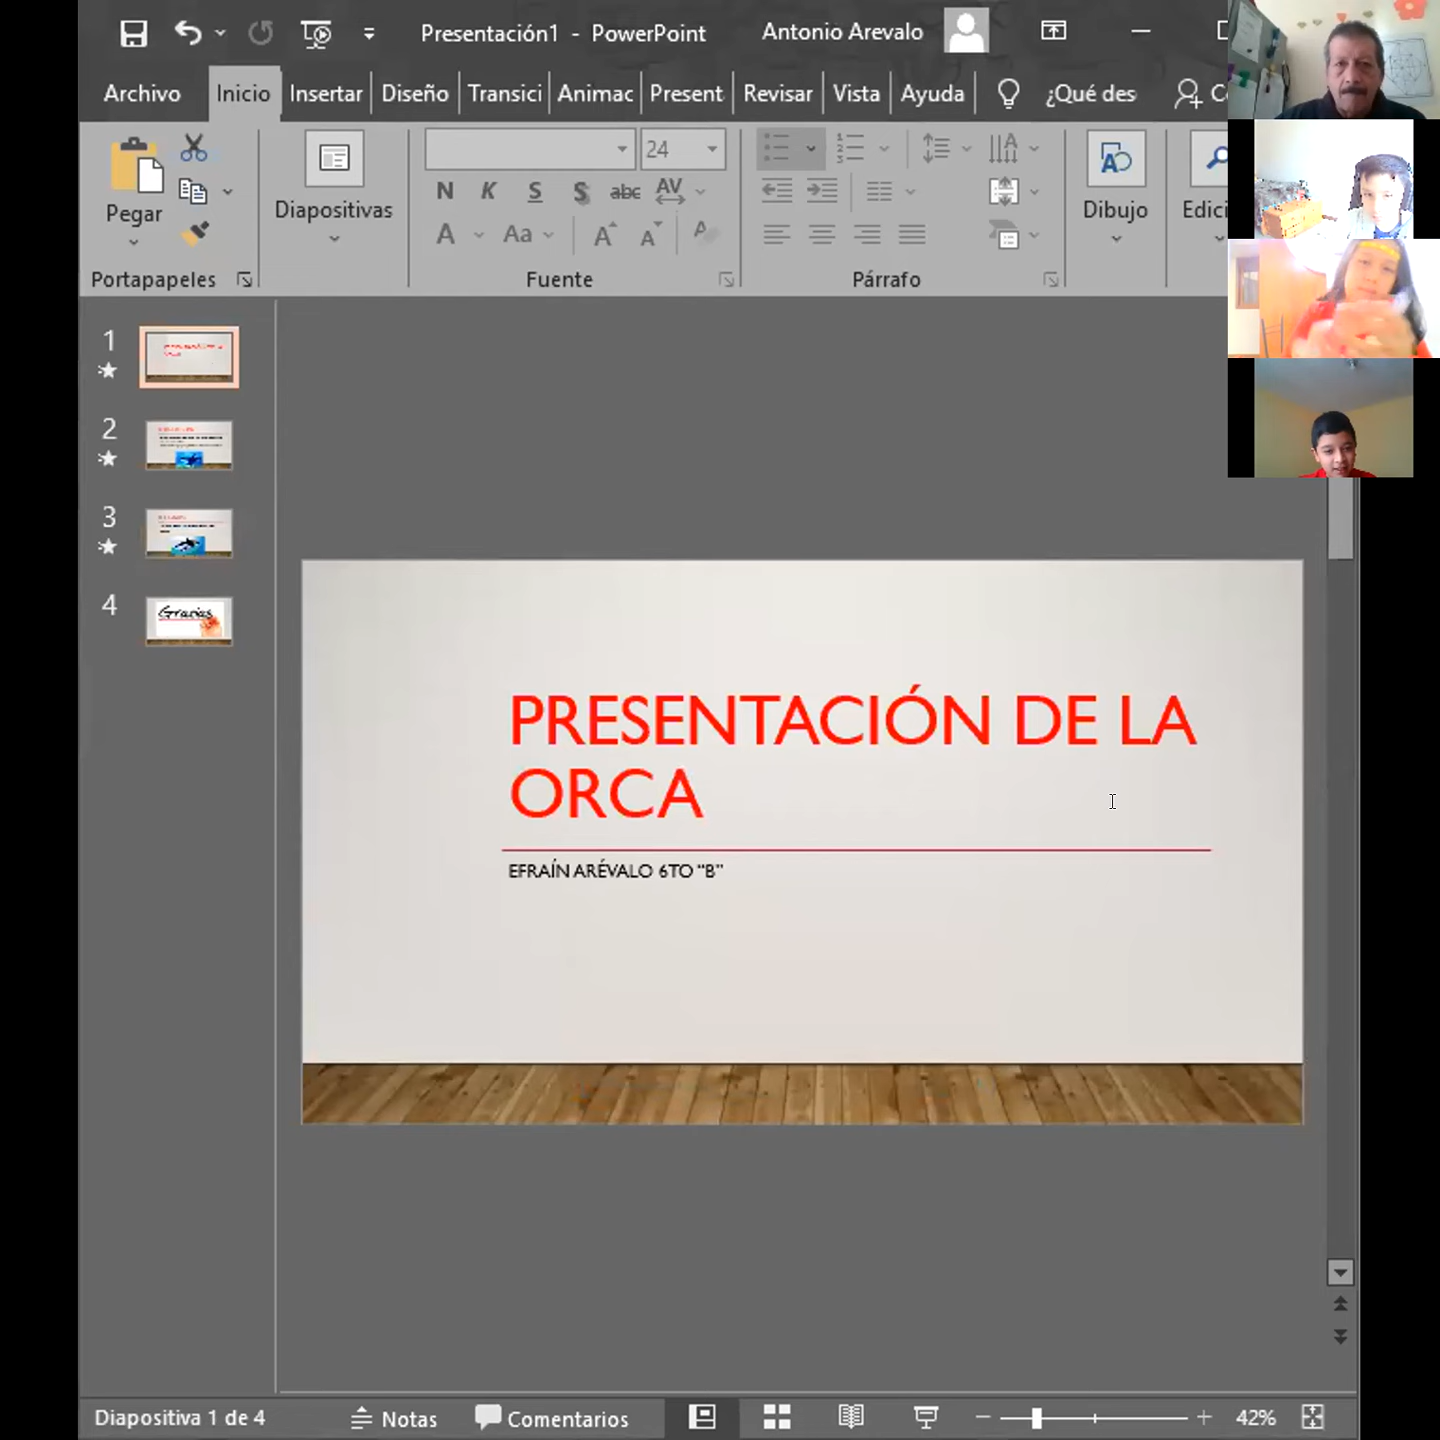 Presentación1 - PowerPoint
Antonio Arevalo
Archivo Inicio Insertar Diseño Transici Animac Present Revisar Vista Ayuda ¿Qué des
24
Pegar
Diapositivas
N K S S abc AV
A Aa A A A
Dibujo
Edici
Portapapeles
Fuente
Párrafo
1
2
3
4
Gracias
PRESENTACIÓN DE LA
ORCA
EFRAÍN ARÉVALO 6TO “B”
Diapositiva 1 de 4
Notas
Comentarios
42%